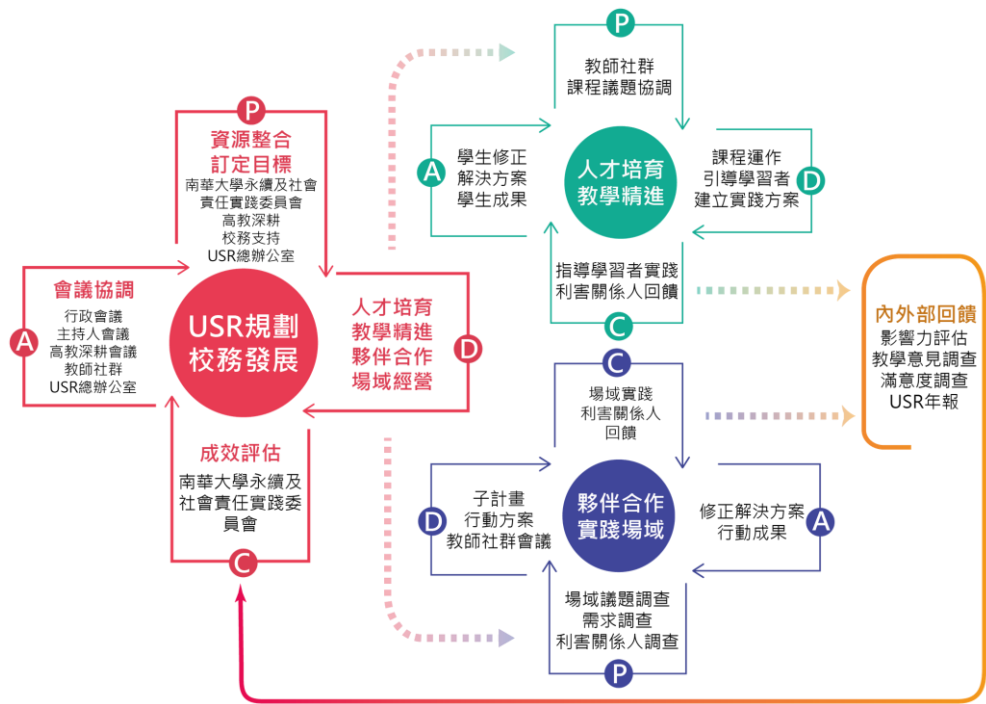 P
資源整合
訂定目標
南華大學永續及社會
責任實踐委員會
高教深耕
校務支持
USR總辦公室
A
會議協調
行政會議
主持人會議
高教深耕會議
教師社群
USR總辦公室
USR規劃
校務發展
人才培育
教學精進
夥伴合作
場域經營
D
成效評估
南華大學永續及
社會責任實踐委
員會
C
P
教師社群
課程議題協調
A
學生修正
解決方案
學生成果
人才培育
教學精進
課程運作
引導學習者
建立實踐方案
D
指導學習者實踐
利害關係人回饋
C
C
場域實踐
利害關係人
回饋
D
子計畫
行動方案
教師社群會議
夥伴合作
實踐場域
修正解決方案
行動成果
A
場域議題調查
需求調查
利害關係人調查
P
內外部回饋
影響力評估
教學意見調查
滿意度調查
USR年報